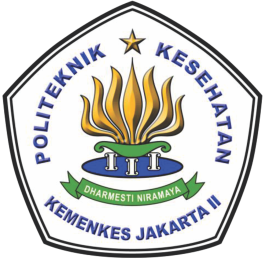 POLITEKNIK KESEHATAN
DHARMESTI NIRAMAYA
KEMENKES JAKARTA II